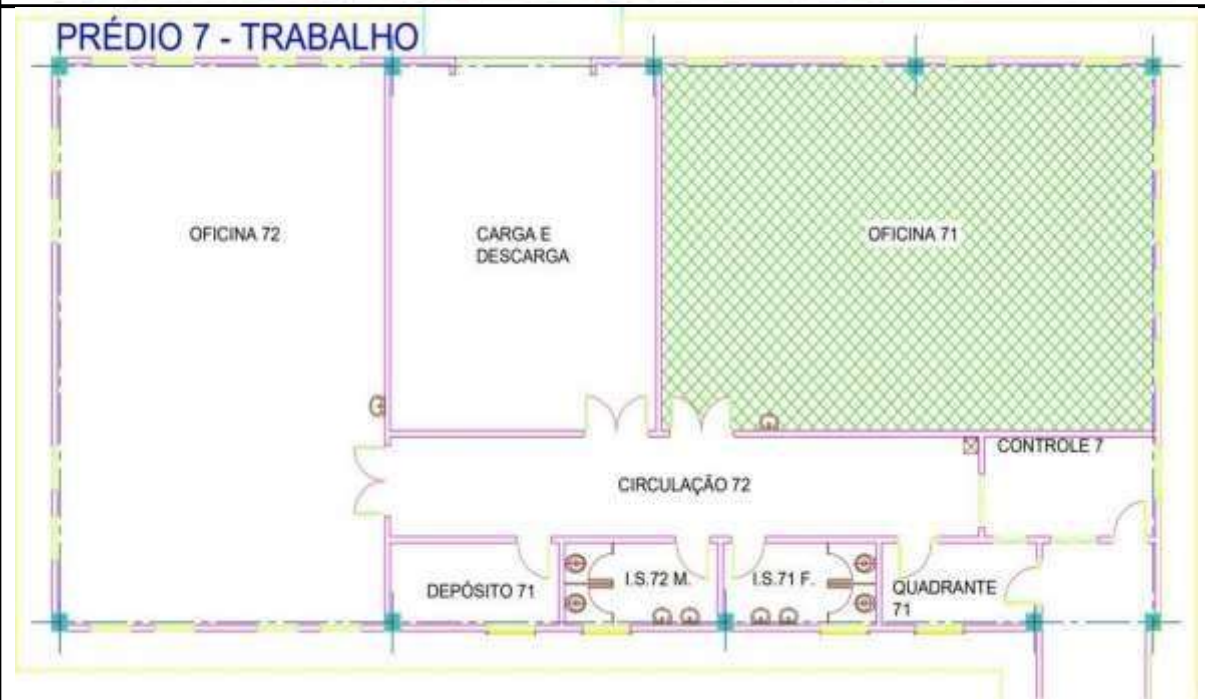 PRÉDIO 7 - TRABALHO
OFICINA 72
CARGA E
DESCARGA
OFICINA 71
CONTROLE 7
CIRCULAÇÃO 72
DEPÓSITO 71
I.S.72 M.
I.S.71 F.
QUADRANTE
71